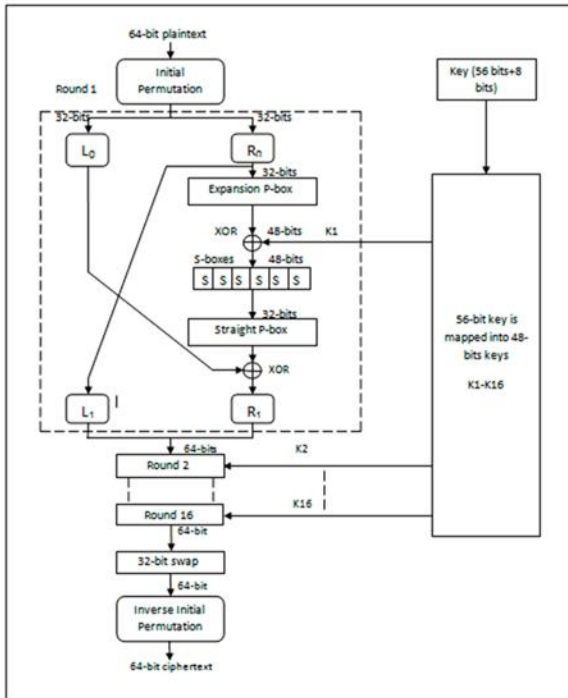 64-bit plaintext
Initial
Permutation
Key (56 bits+8
bits)
Round 1
32-bits
32-bits
L0
R0
32-bits
Expansion P-box
XOR
48-bits
K1
S-boxes
48-bits
S S S S S S
32-bits
Straight P-box
XOR
L1
R1
56-bit key is
mapped into 48-
bits keys
K1-K16
64-bits
K2
Round 2
K16
Round 16
64-bit
32-bit swap
64-bit
Inverse Initial
Permutation
64-bit ciphertext